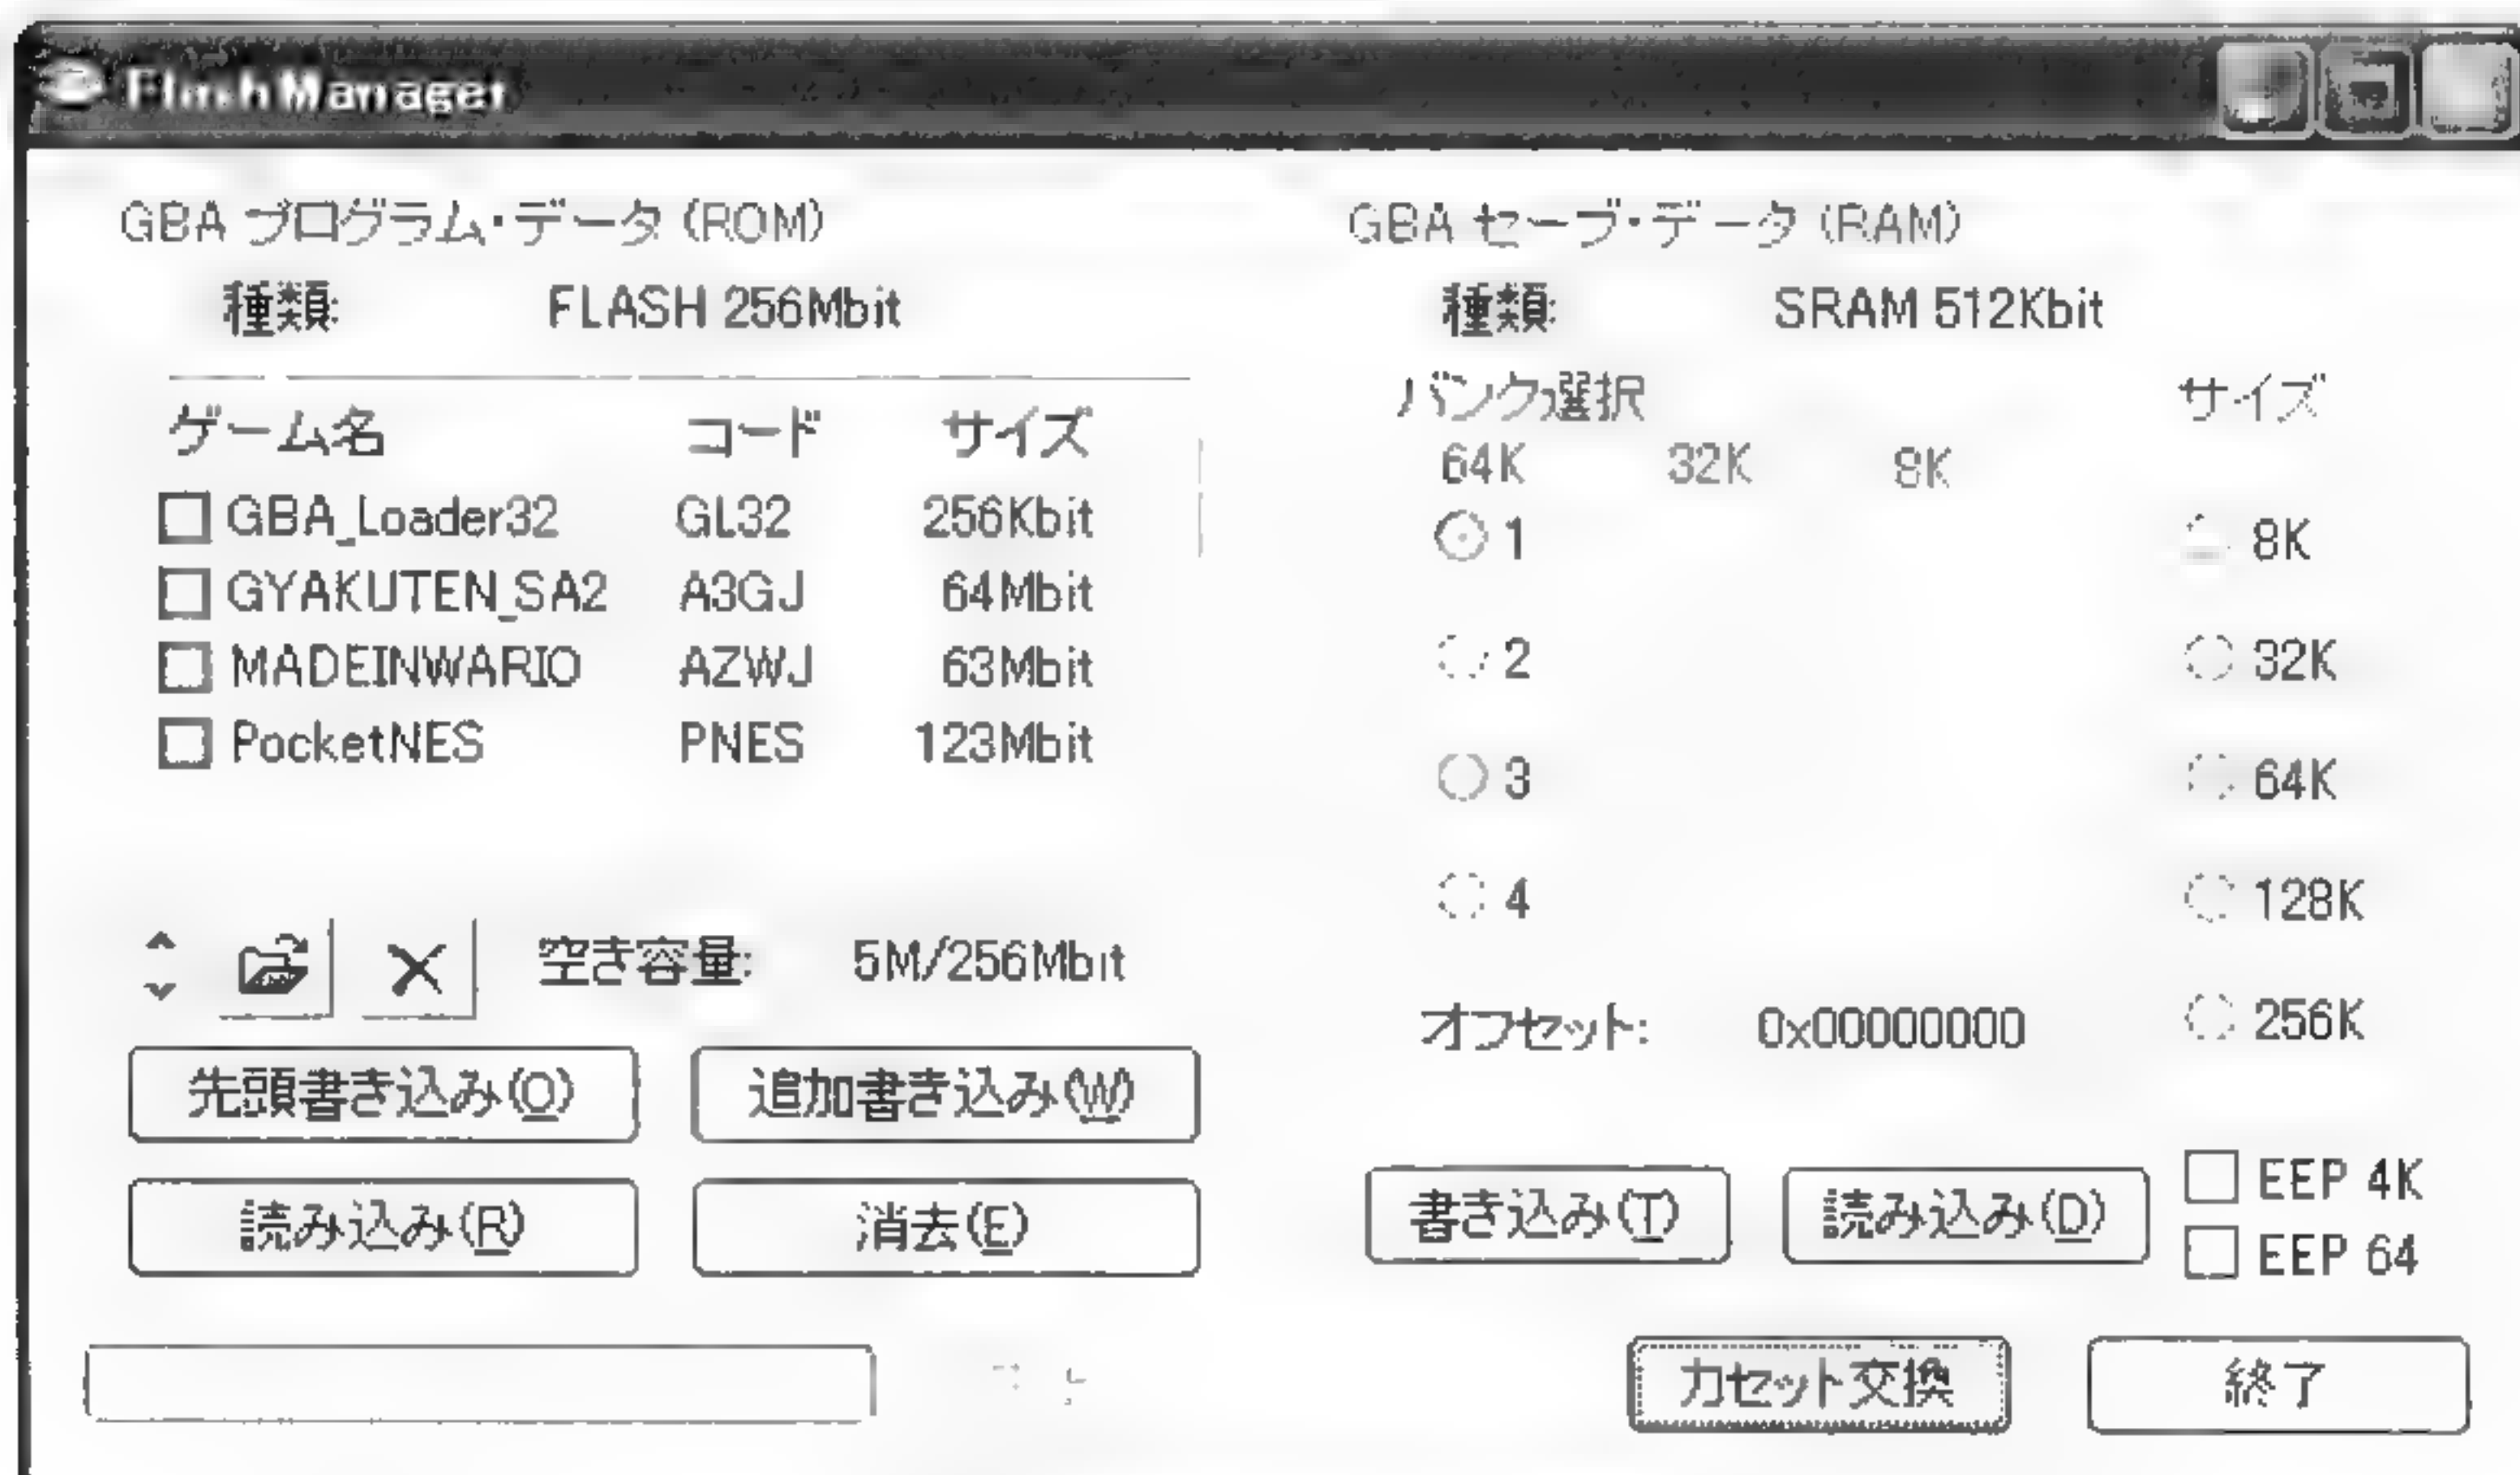 FlashManager
GBA プログラム・データ (ROM)
種類: FLASH 256Mbit
ゲーム名 コード サイズ
GBA_Loader32 GL32 256Kbit
GYAKUTEN_SA2 A3GJ 64Mbit
MADEINWARIO AZWJ 63Mbit
PocketNES PNES 123Mbit
空き容量: 5M/256Mbit
先頭書き込み(O) 追加書き込み(W)
読み込み(R) 消去(E)
GBA セーブ・データ (RAM)
種類: SRAM 512Kbit
バンク選択 サイズ
64K 32K 8K
1 8K
2 32K
3 64K
4 128K
オフセット: 0x00000000 256K
書き込み(T) 読み込み(D) EEP 4K
EEP 64
カセット交換 終了